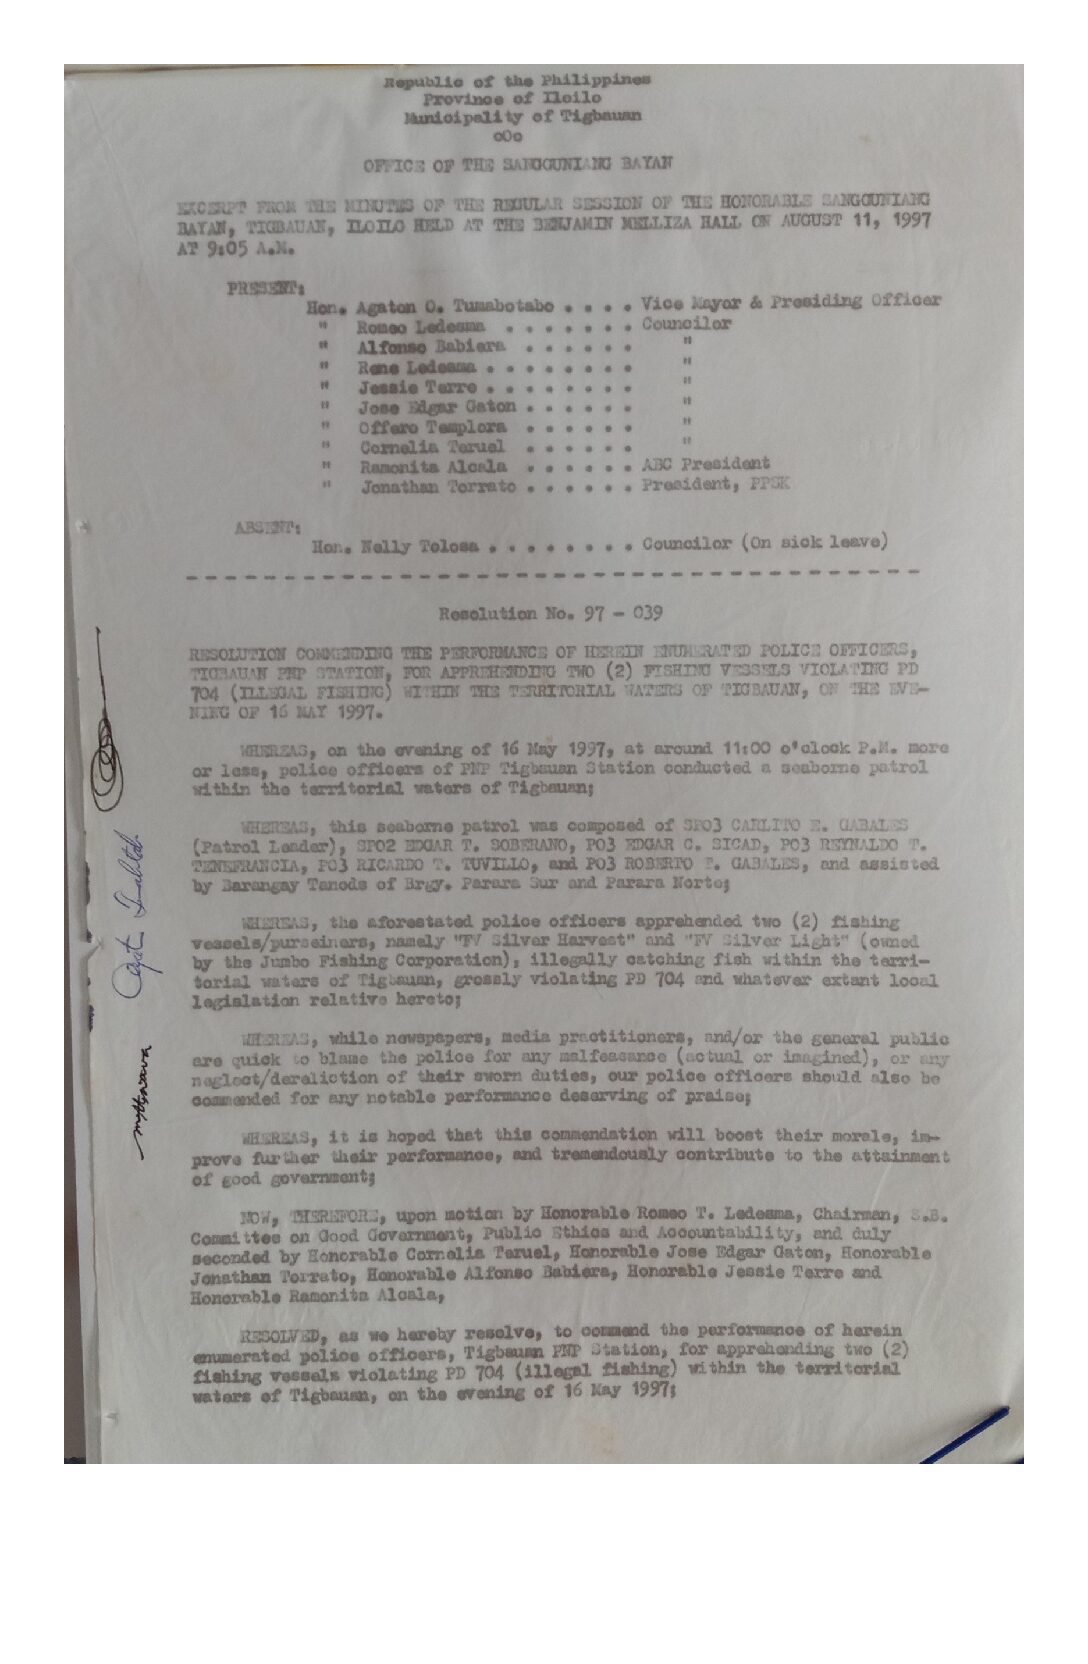 Republic of the Philippines
Province of Iloilo
Municipality of Tigbauan
oOo
OFFICE OF THE SANGGUNIANG BAYAN
EXCERPT FROM THE MINUTES OF THE REGULAR SESSION OF THE HONORABLE SANGGUNIANG
BAYAN, TIGBAUAN, ILOILO HELD AT THE BENJAMIN MELLIZA HALL ON AUGUST 11, 1997
AT 9:05 A.M.
PRESENT:
Hon. Agaton O. Tumabotabo . . . . Vice Mayor & Presiding Officer
" Romeo Ledesma . . . . . . . Councilor
" Alfonso Babiera . . . . . . "
" Rene Ledesma . . . . . . . . "
" Jessie Terre . . . . . . . . "
" Jose Edgar Gaton . . . . . . "
" Offero Templora . . . . . . "
" Cornelia Teruel . . . . . . "
" Ramonita Alcala . . . . . . ABC President
" Jonathan Torrato . . . . . . President, PPSK
ABSENT:
Hon. Nelly Tolosa . . . . . . . . Councilor (On sick leave)
Resolution No. 97 - 039
RESOLUTION COMMENDING THE PERFORMANCE OF HEREIN ENUMERATED POLICE OFFICERS,
TIGBAUAN PNP STATION, FOR APPREHENDING TWO (2) FISHING VESSELS VIOLATING PD
704 (ILLEGAL FISHING) WITHIN THE TERRITORIAL WATERS OF TIGBAUAN, ON THE EVE-
NING OF 16 MAY 1997.
WHEREAS, on the evening of 16 May 1997, at around 11:00 o'clock P.M. more
or less, police officers of PNP Tigbauan Station conducted a seaborne patrol
within the territorial waters of Tigbauan;
WHEREAS, this seaborne patrol was composed of SPO3 CARLITO E. GABALES
(Patrol Leader), SPO2 EDGAR T. SOBERANO, PO3 EDGAR C. SICAD, PO3 REYNALDO T.
TENEFRANCIA, PO3 RICARDO T. TUVILLO, and PO3 ROBERTO GABALES, and assisted
by Barangay Tanods of Brgy. Parara Sur and Parara Norte;
WHEREAS, the aforestated police officers apprehended two (2) fishing
vessels/purseiners, namely "FV Silver Harvest" and "FV Silver Light" (owned
by the Jumbo Fishing Corporation), illegally catching fish within the terri-
torial waters of Tigbauan, grossly violating PD 704 and whatever extant local
legislation relative hereto;
WHEREAS, while newspapers, media practitioners, and/or the general public
are quick to blame the police for any malfeasance (actual or imagined), or any
neglect/dereliction of their sworn duties, our police officers should also be
commended for any notable performance deserving of praise;
WHEREAS, it is hoped that this commendation will boost their morale, im-
prove further their performance, and tremendously contribute to the attainment
of good government;
NOW, THEREFORE, upon motion by Honorable Romeo T. Ledesma, Chairman, S.B.
Committee on Good Government, Public Ethics and Accountability, and duly
seconded by Honorable Cornelia Teruel, Honorable Jose Edgar Gaton, Honorable
Jonathan Torrato, Honorable Alfonso Babiera, Honorable Jessie Terre and
Honorable Ramonita Alcala,
RESOLVED, as we hereby resolve, to commend the performance of herein
enumerated police officers, Tigbauan PNP Station, for apprehending two (2)
fishing vessels violating PD 704 (illegal fishing) within the territorial
waters of Tigbauan, on the evening of 16 May 1997;